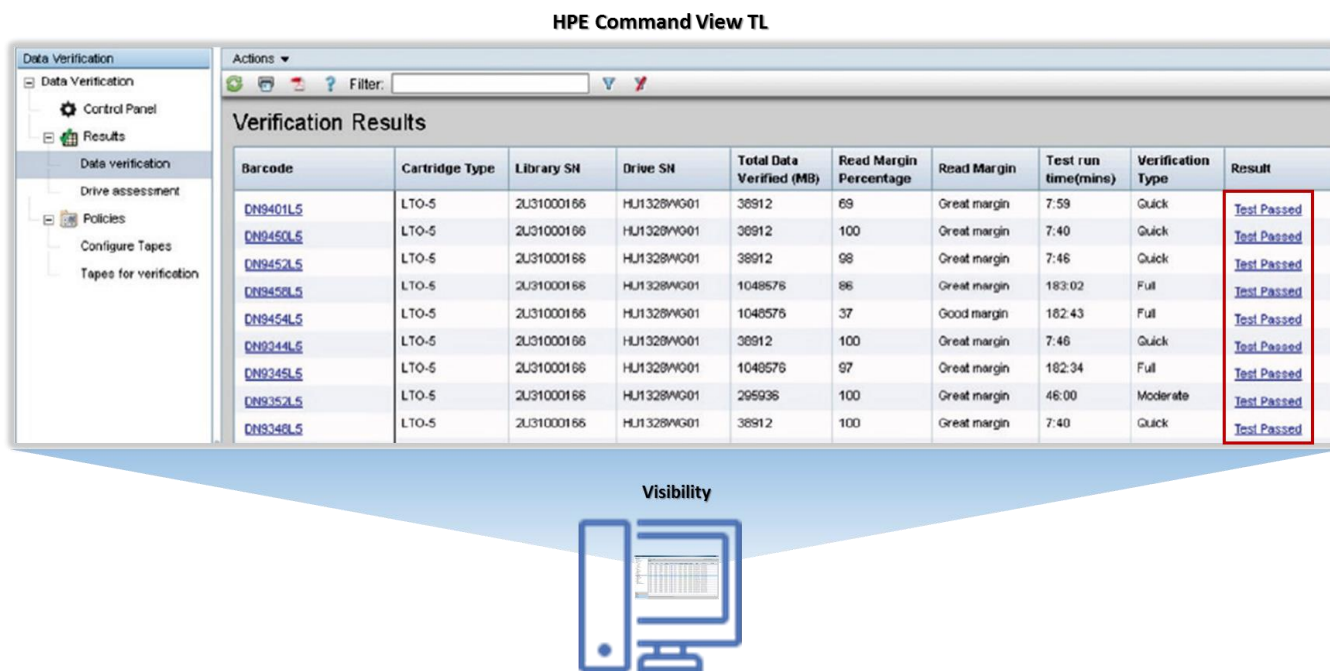 HPE Command View TL
Data Verification
Data Verification
Control Panel
Results
Data verification
Drive assessment
Policies
Configure Tapes
Tapes for verification
Actions
Filter:
Verification Results
Barcode Cartridge Type Library SN Drive SN Total Data Verified (MB) Read Margin Percentage Read Margin Test run time(mins) Verification Type Result
DN9401L5 LTO-5 2U31000166 HU1328WG01 38912 69 Great margin 7:59 Quick Test Passed
DN9450L5 LTO-5 2U31000166 HU1328WG01 38912 100 Great margin 7:40 Quick Test Passed
DN9452L5 LTO-5 2U31000166 HU1328WG01 38912 98 Great margin 7:46 Quick Test Passed
DN9458L5 LTO-5 2U31000166 HU1328WG01 1048576 86 Great margin 183:02 Full Test Passed
DN9454L5 LTO-5 2U31000166 HU1328WG01 1048576 37 Good margin 182:43 Full Test Passed
DN9344L5 LTO-5 2U31000166 HU1328WG01 38912 100 Great margin 7:46 Quick Test Passed
DN9345L5 LTO-5 2U31000166 HU1328WG01 1048576 97 Great margin 182:34 Full Test Passed
DN9352L5 LTO-5 2U31000166 HU1328WG01 295936 100 Great margin 46:00 Moderate Test Passed
DN9348L5 LTO-5 2U31000166 HU1328WG01 38912 100 Great margin 7:40 Quick Test Passed
Visibility